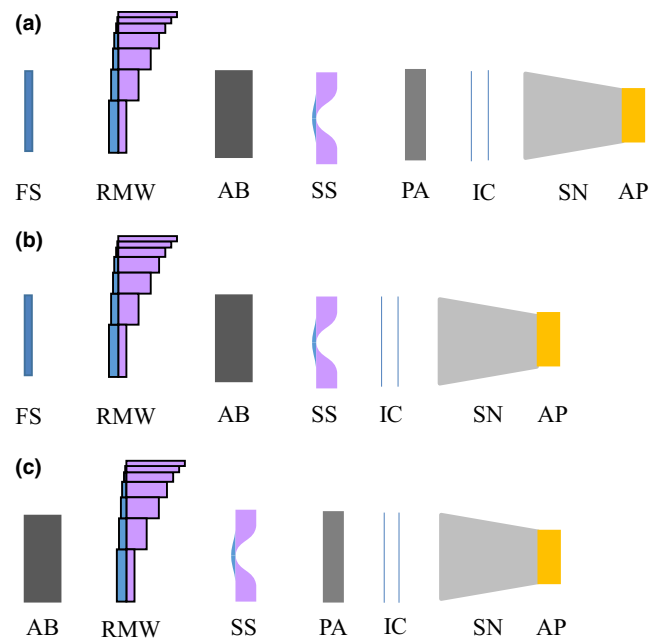 (a)
FS RMW AB SS PA IC SN AP
(b)
FS RMW AB SS IC SN AP
(c)
AB RMW SS PA IC SN AP